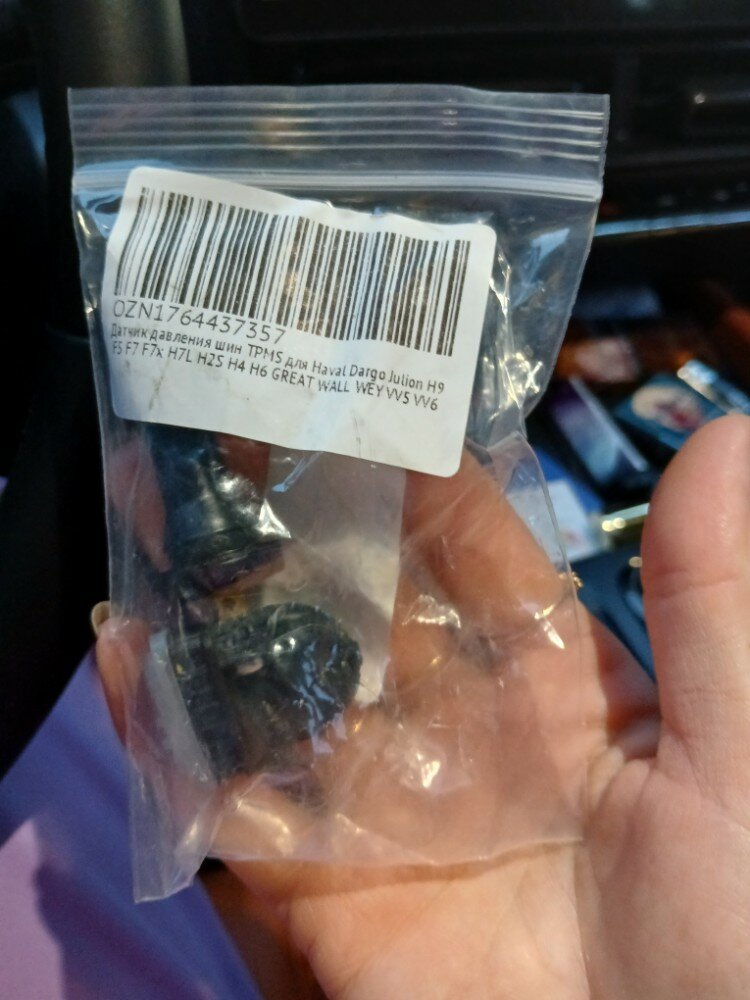 OZN1764437357
Датчик давления шин TPMS для Haval Dargo Julion H9
F5 F7 F7x H7L H2S H4 H6 GREAT WALL WEY VV5 VV6